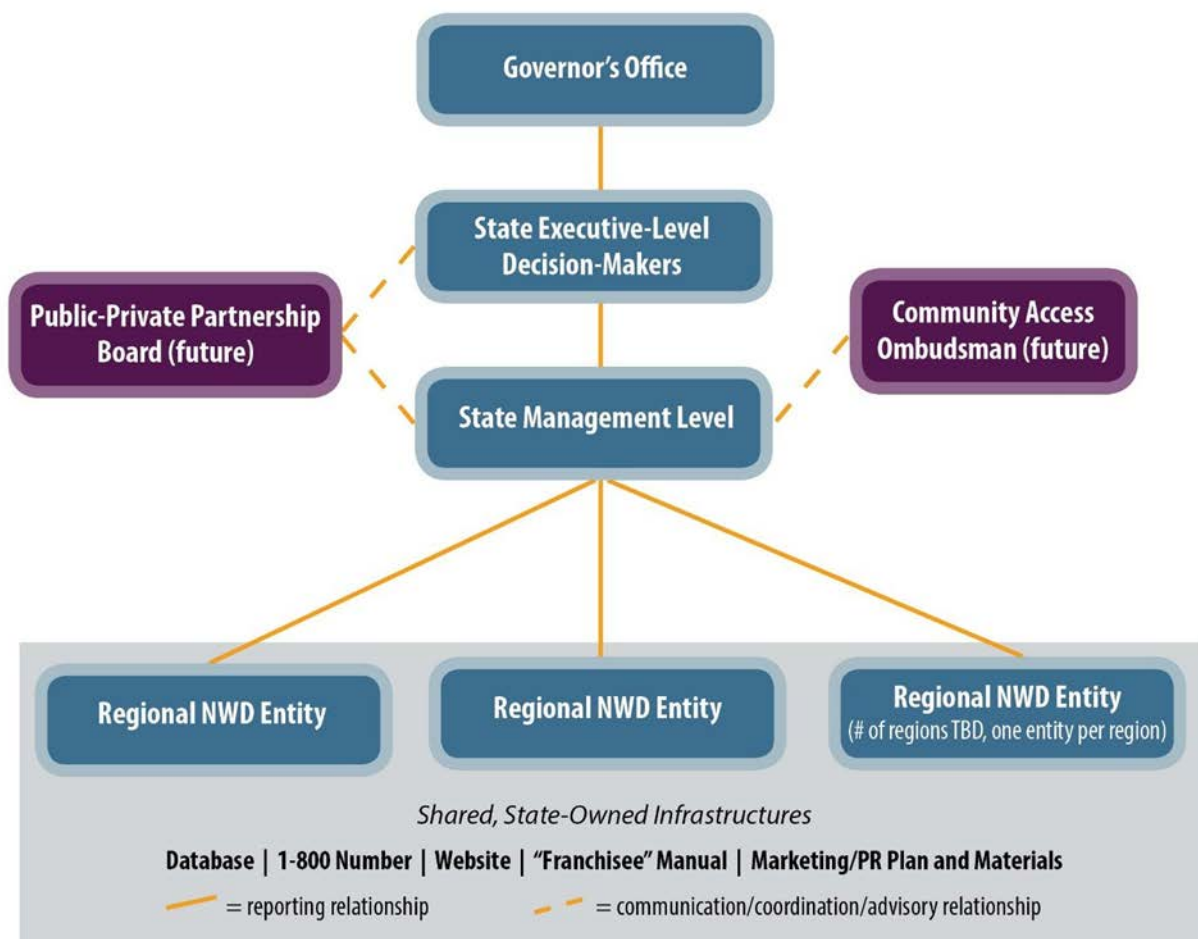 Governor’s Office
State Executive-Level
Decision-Makers
Public-Private Partnership
Board (future)
Community Access
Ombudsman (future)
State Management Level
Regional NWD Entity
Regional NWD Entity
Regional NWD Entity
(# of regions TBD, one entity per region)
Shared, State-Owned Infrastructures
Database | 1-800 Number | Website | “Franchisee” Manual | Marketing/PR Plan and Materials
= reporting relationship
= communication/coordination/advisory relationship